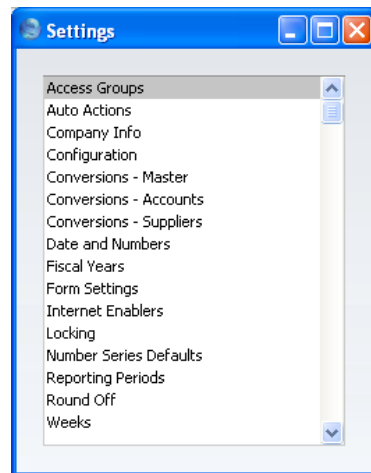 Settings
Access Groups
Auto Actions
Company Info
Configuration
Conversions - Master
Conversions - Accounts
Conversions - Suppliers
Date and Numbers
Fiscal Years
Form Settings
Internet Enablers
Locking
Number Series Defaults
Reporting Periods
Round Off
Weeks